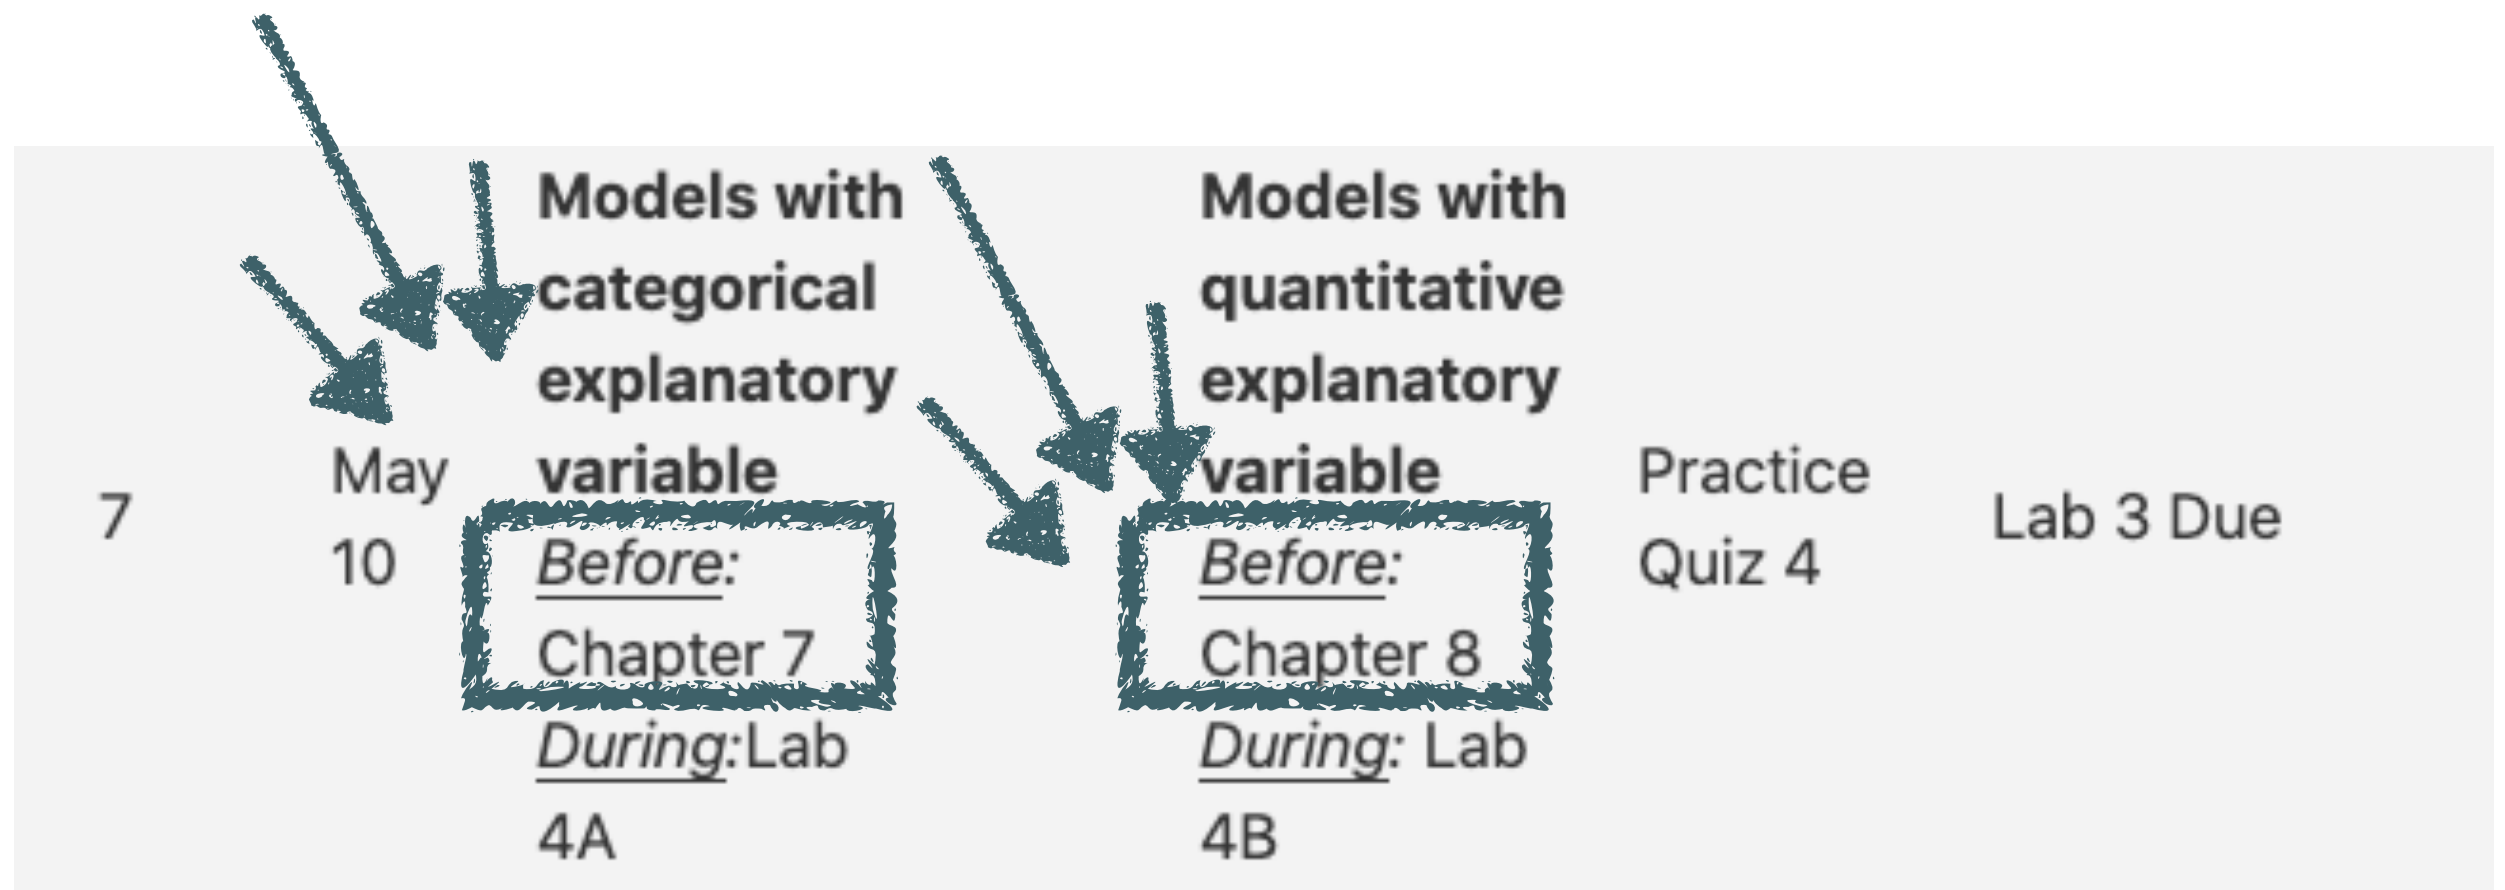 7
May
10
Models with
categorical
explanatory
variable
Before:
Chapter 7
During:Lab
4A
Models with
quantitative
explanatory
variable
Before:
Chapter 8
During: Lab
4B
Practice
Quiz 4
Lab 3 Due